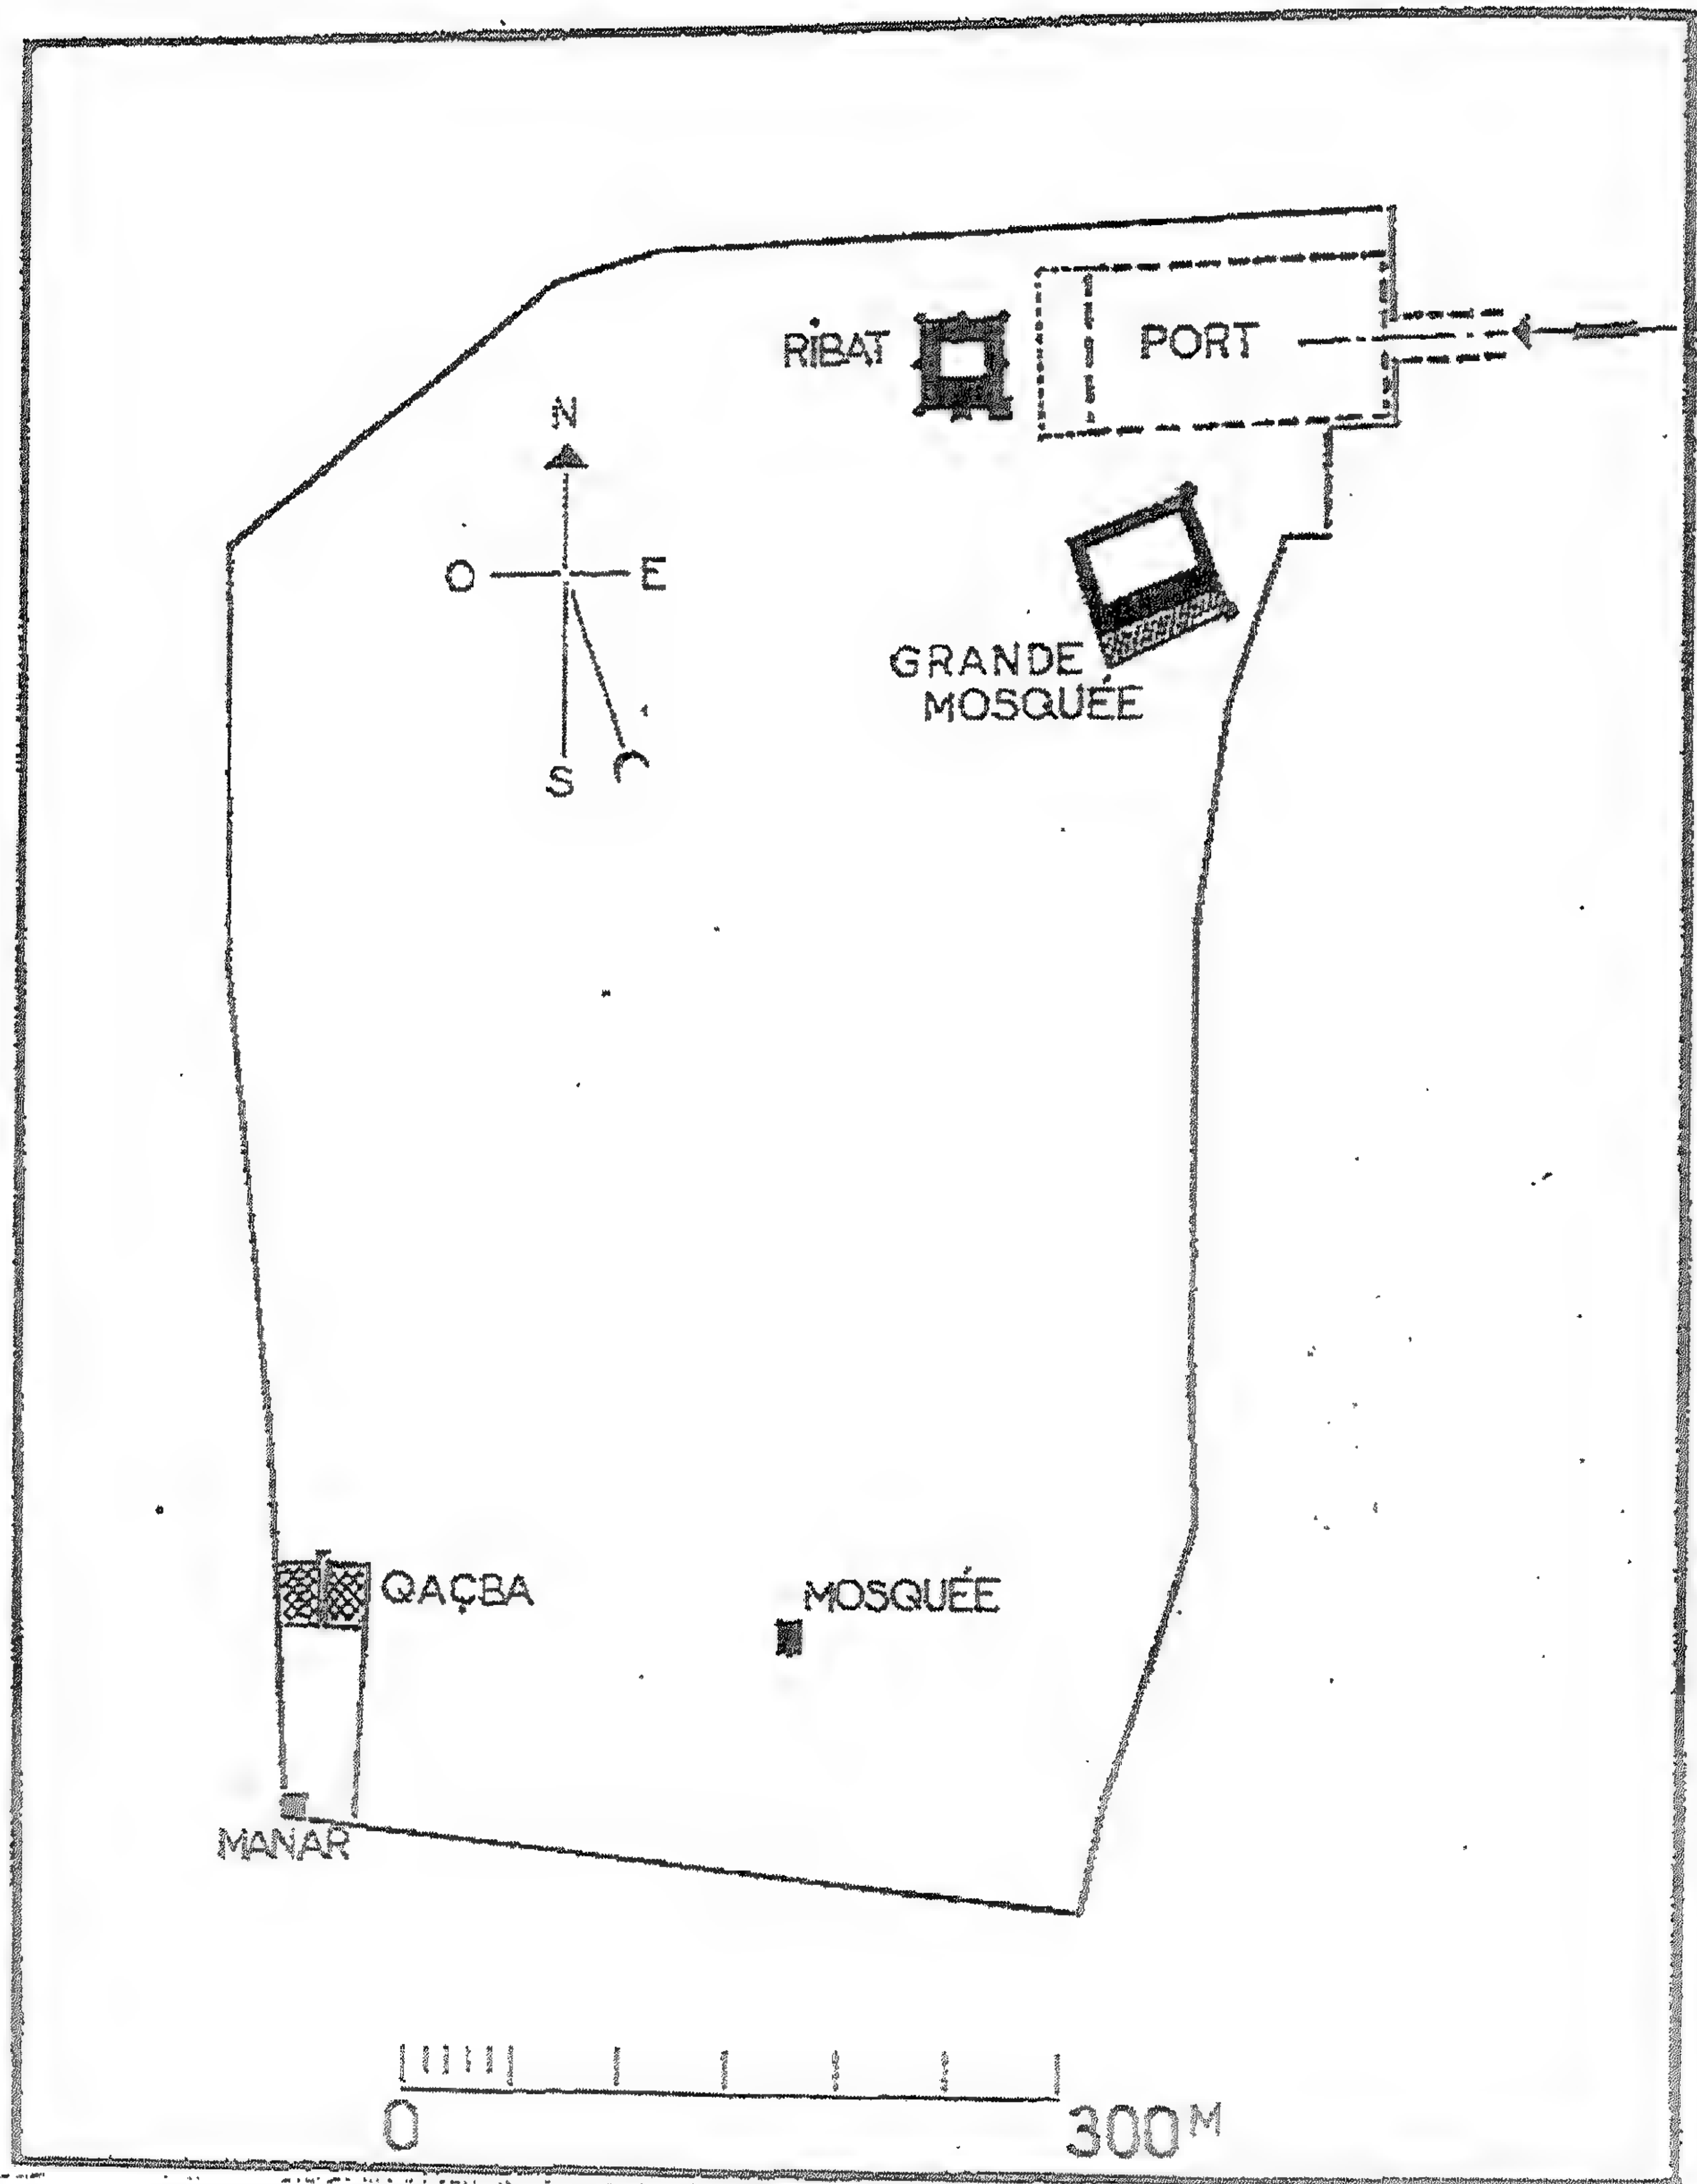 RIBAT
PORT
N
O
E
S
GRANDE
MOSQUÉE
QAÇBA
MOSQUÉE
MANAR
0
300M